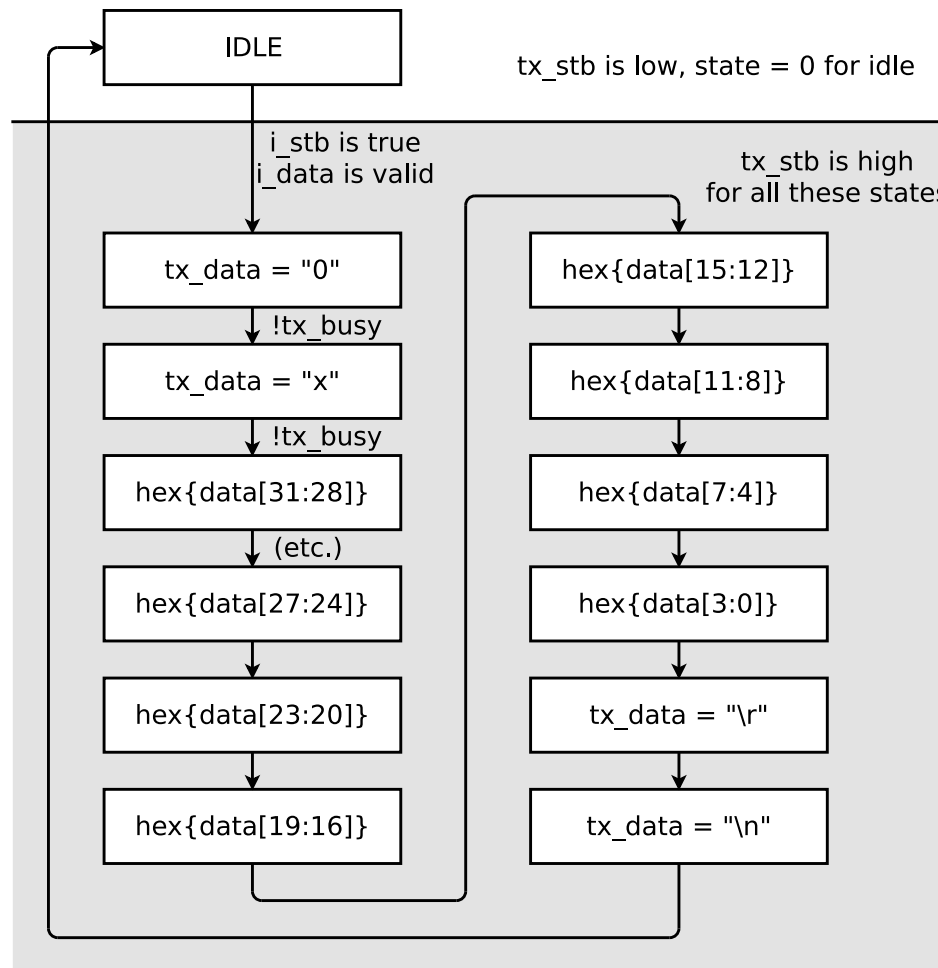 IDLE
tx_stb is low, state = 0 for idle
i_stb is true
i_data is valid
tx_stb is high
for all these states
tx_data = "0"
!tx_busy
tx_data = "x"
!tx_busy
hex{data[31:28]}
(etc.)
hex{data[27:24]}
hex{data[23:20]}
hex{data[19:16]}
hex{data[15:12]}
hex{data[11:8]}
hex{data[7:4]}
hex{data[3:0]}
tx_data = "\r"
tx_data = "\n"